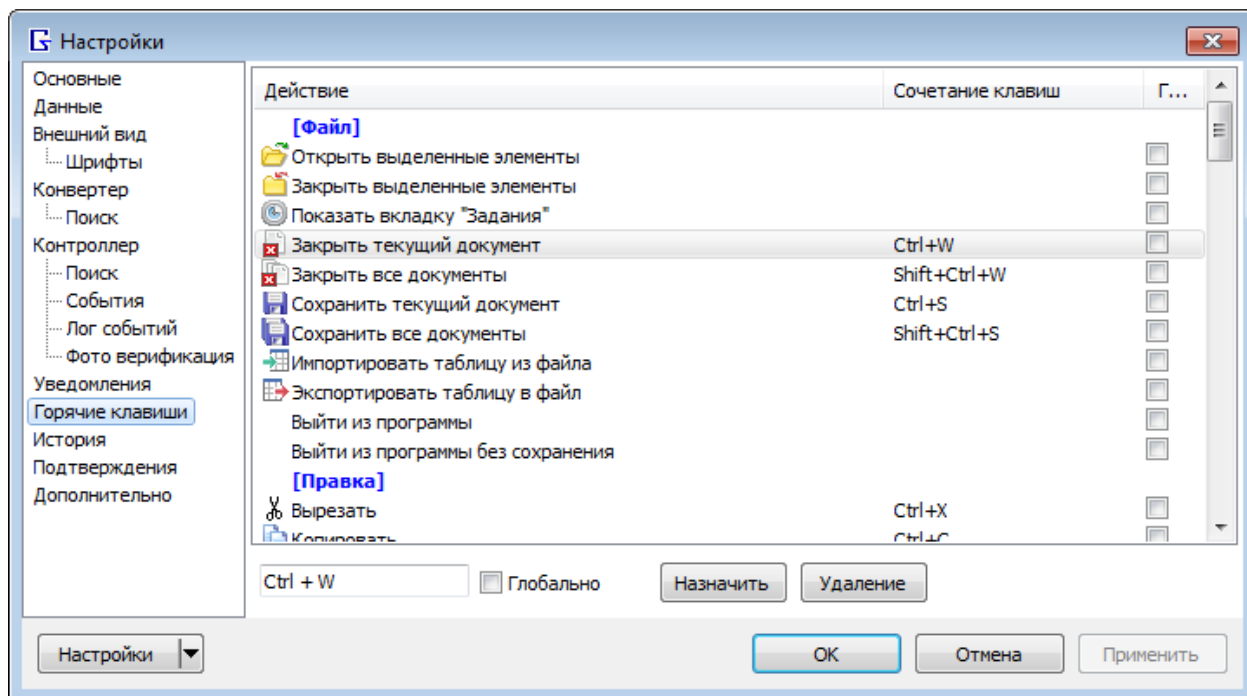 Настройки
Основные
Данные
Внешний вид
Шрифты
Конвертер
Поиск
Контроллер
Поиск
События
Лог событий
Фото верификация
Уведомления
Горячие клавиши
История
Подтверждения
Дополнительно
Действие Сочетание клавиш Г...
[Файл]
Открыть выделенные элементы
Закрыть выделенные элементы
Показать вкладку "Задания"
Закрыть текущий документ Ctrl+W
Закрыть все документы Shift+Ctrl+W
Сохранить текущий документ Ctrl+S
Сохранить все документы Shift+Ctrl+S
Импортировать таблицу из файла
Экспортировать таблицу в файл
Выйти из программы
Выйти из программы без сохранения
[Правка]
Вырезать Ctrl+X
Копировать Ctrl+C
Ctrl + W Глобально Назначить Удаление
Настройки OK Отмена Применить